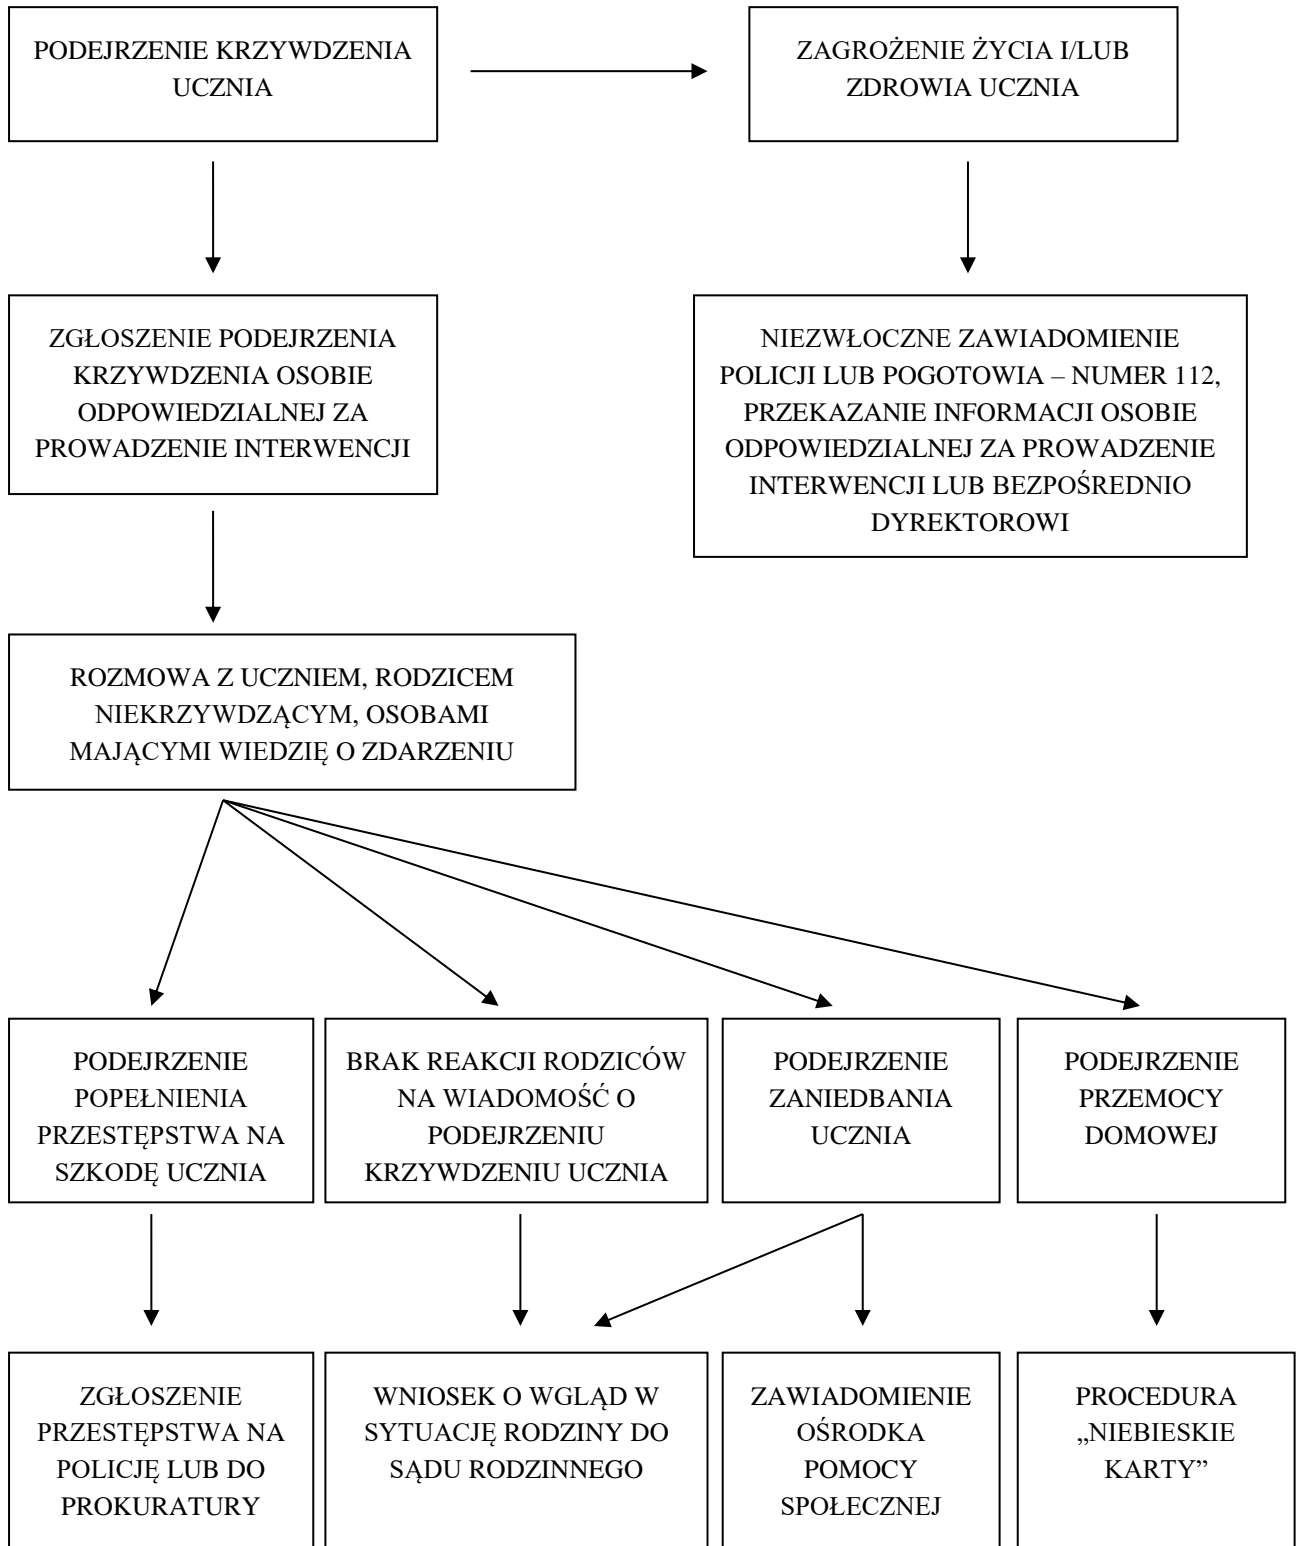 PODEJRZENIE KRZYWDZENIA
UCZNIA
ZAGROŻENIE ŻYCIA I/LUB
ZDROWIA UCZNIA
ZGŁOSZENIE PODEJRZENIA
KRZYWDZENIA OSOBIE
ODPOWIEDZIALNEJ ZA
PROWADZENIE INTERWENCJI
NIEZWŁOCZNE ZAWIADOMIENIE
POLICJI LUB POGOTOWIA – NUMER 112,
PRZEKAZANIE INFORMACJI OSOBIE
ODPOWIEDZIALNEJ ZA PROWADZENIE
INTERWENCJI LUB BEZPOŚREDNIO
DYREKTOROWI
ROZMOWA Z UCZNIEM, RODZICEM
NIEKRZYWDZĄCYM, OSOBAMI
MAJĄCYMI WIEDZIĘ O ZDARZENIU
PODEJRZENIE
POPEŁNIENIA
PRZESTĘPSTWA NA
SZKODĘ UCZNIA
BRAK REAKCJI RODZICÓW
NA WIADOMOŚĆ O
PODEJRZENIU
KRZYWDZENIU UCZNIA
PODEJRZENIE
ZANIEDBANIA
UCZNIA
PODEJRZENIE
PRZEMOCY
DOMOWEJ
ZGŁOSZENIE
PRZESTĘPSTWA NA
POLICJĘ LUB DO
PROKURATURY
WNIOSEK O WGLĄD W
SYTUACJĘ RODZINY DO
SĄDU RODZINNEGO
ZAWIADOMIENIE
OŚRODKA
POMOCY
SPOŁECZNEJ
PROCEDURA
„NIEBIESKIE
KARTY”